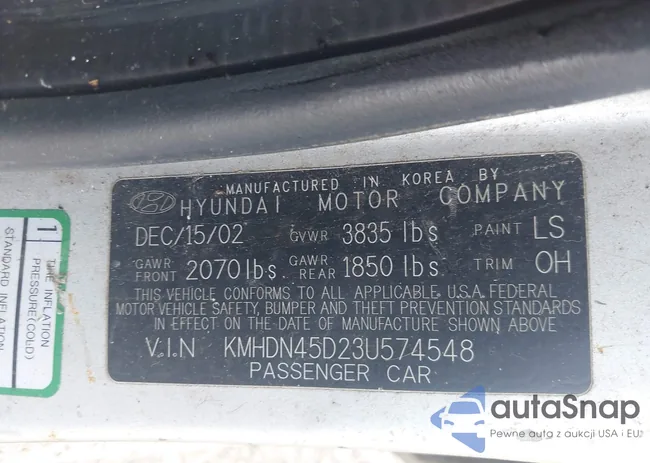 MANUFACTURED IN KOREA BY
HYUNDAI MOTOR COMPANY
DEC/15/02 GVWR 3835 lbs PAINT LS
GAWR FRONT 2070 lbs. GAWR REAR 1850 lbs. TRIM OH
THIS VEHICLE CONFORMS TO ALL APPLICABLE U.S.A. FEDERAL
MOTOR VEHICLE SAFETY, BUMPER AND THEFT PREVENTION STANDARDS
IN EFFECT ON THE DATE OF MANUFACTURE SHOWN ABOVE
V.I.N KMHDN45D23U574548
PASSENGER CAR
1
TIRE INFLATION
PRESSURE(COLD)
STANDARD INFLATION
autaSnap
Pewne auta z aukcji USA i EU